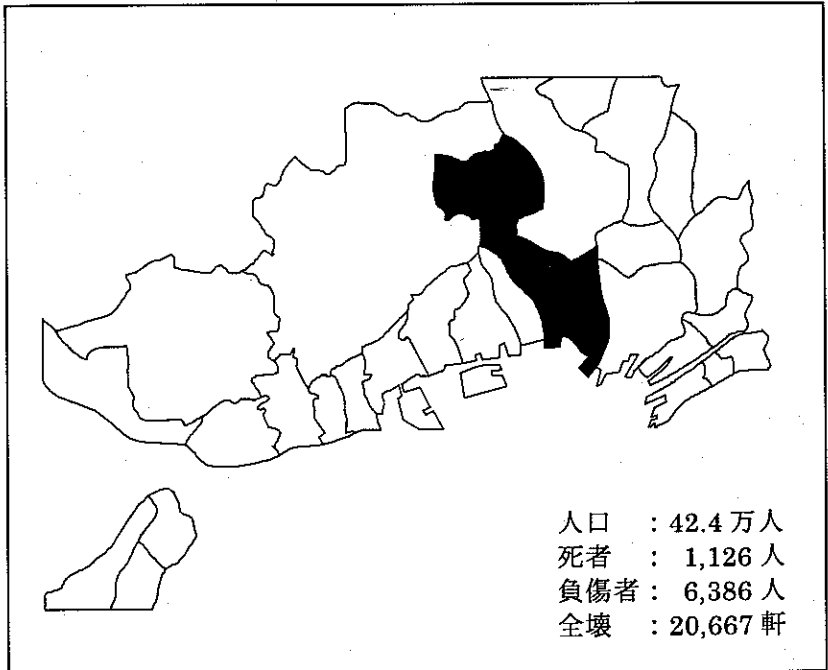 人口　: 42.4 万人
死者　: 1,126 人
負傷者 : 6,386 人
全壊　: 20,667 軒